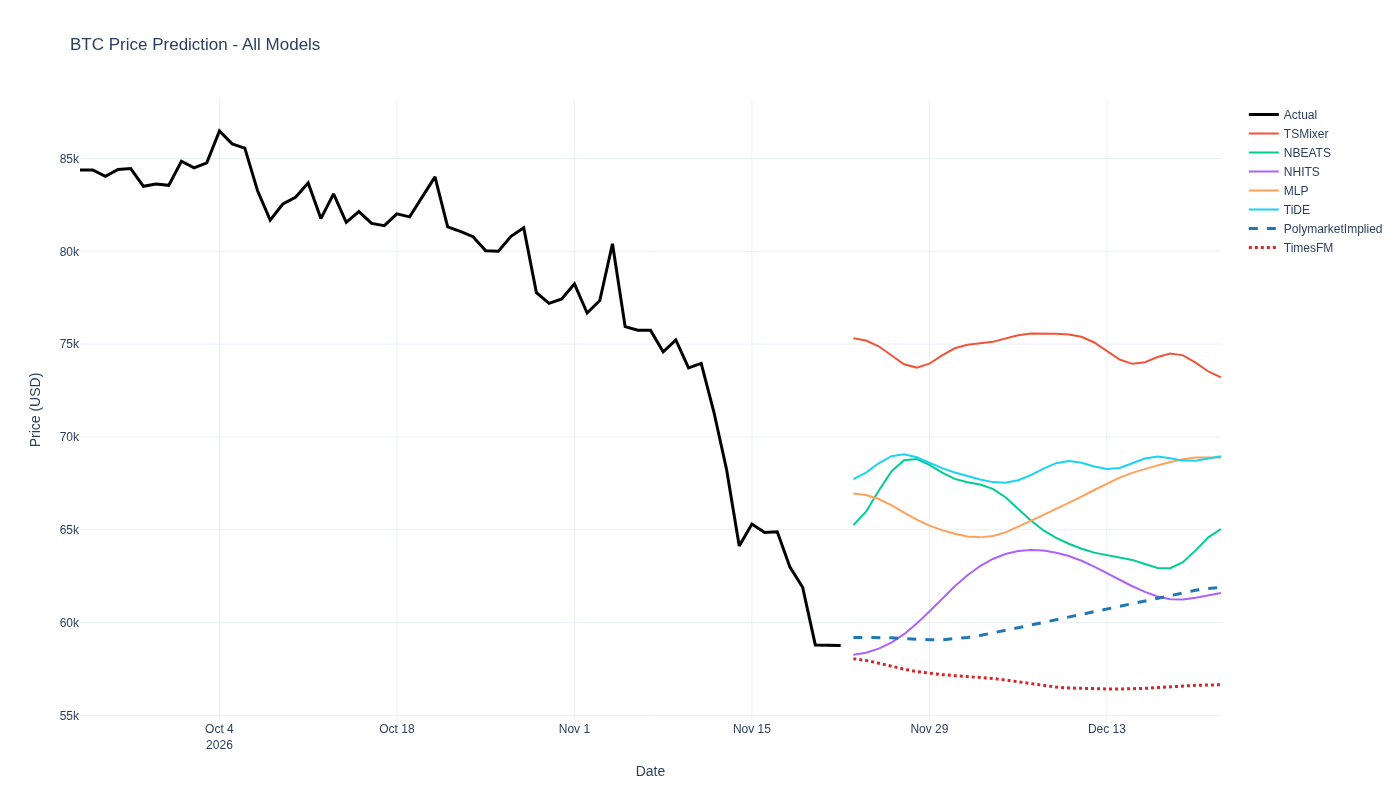 BTC Price Prediction - All Models
Actual
TSMixer
NBEATS
NHITS
MLP
TiDE
PolymarketImplied
TimesFM
85k
80k
75k
70k
65k
60k
55k
Price (USD)
Oct 4
2026
Oct 18
Nov 1
Nov 15
Nov 29
Dec 13
Date